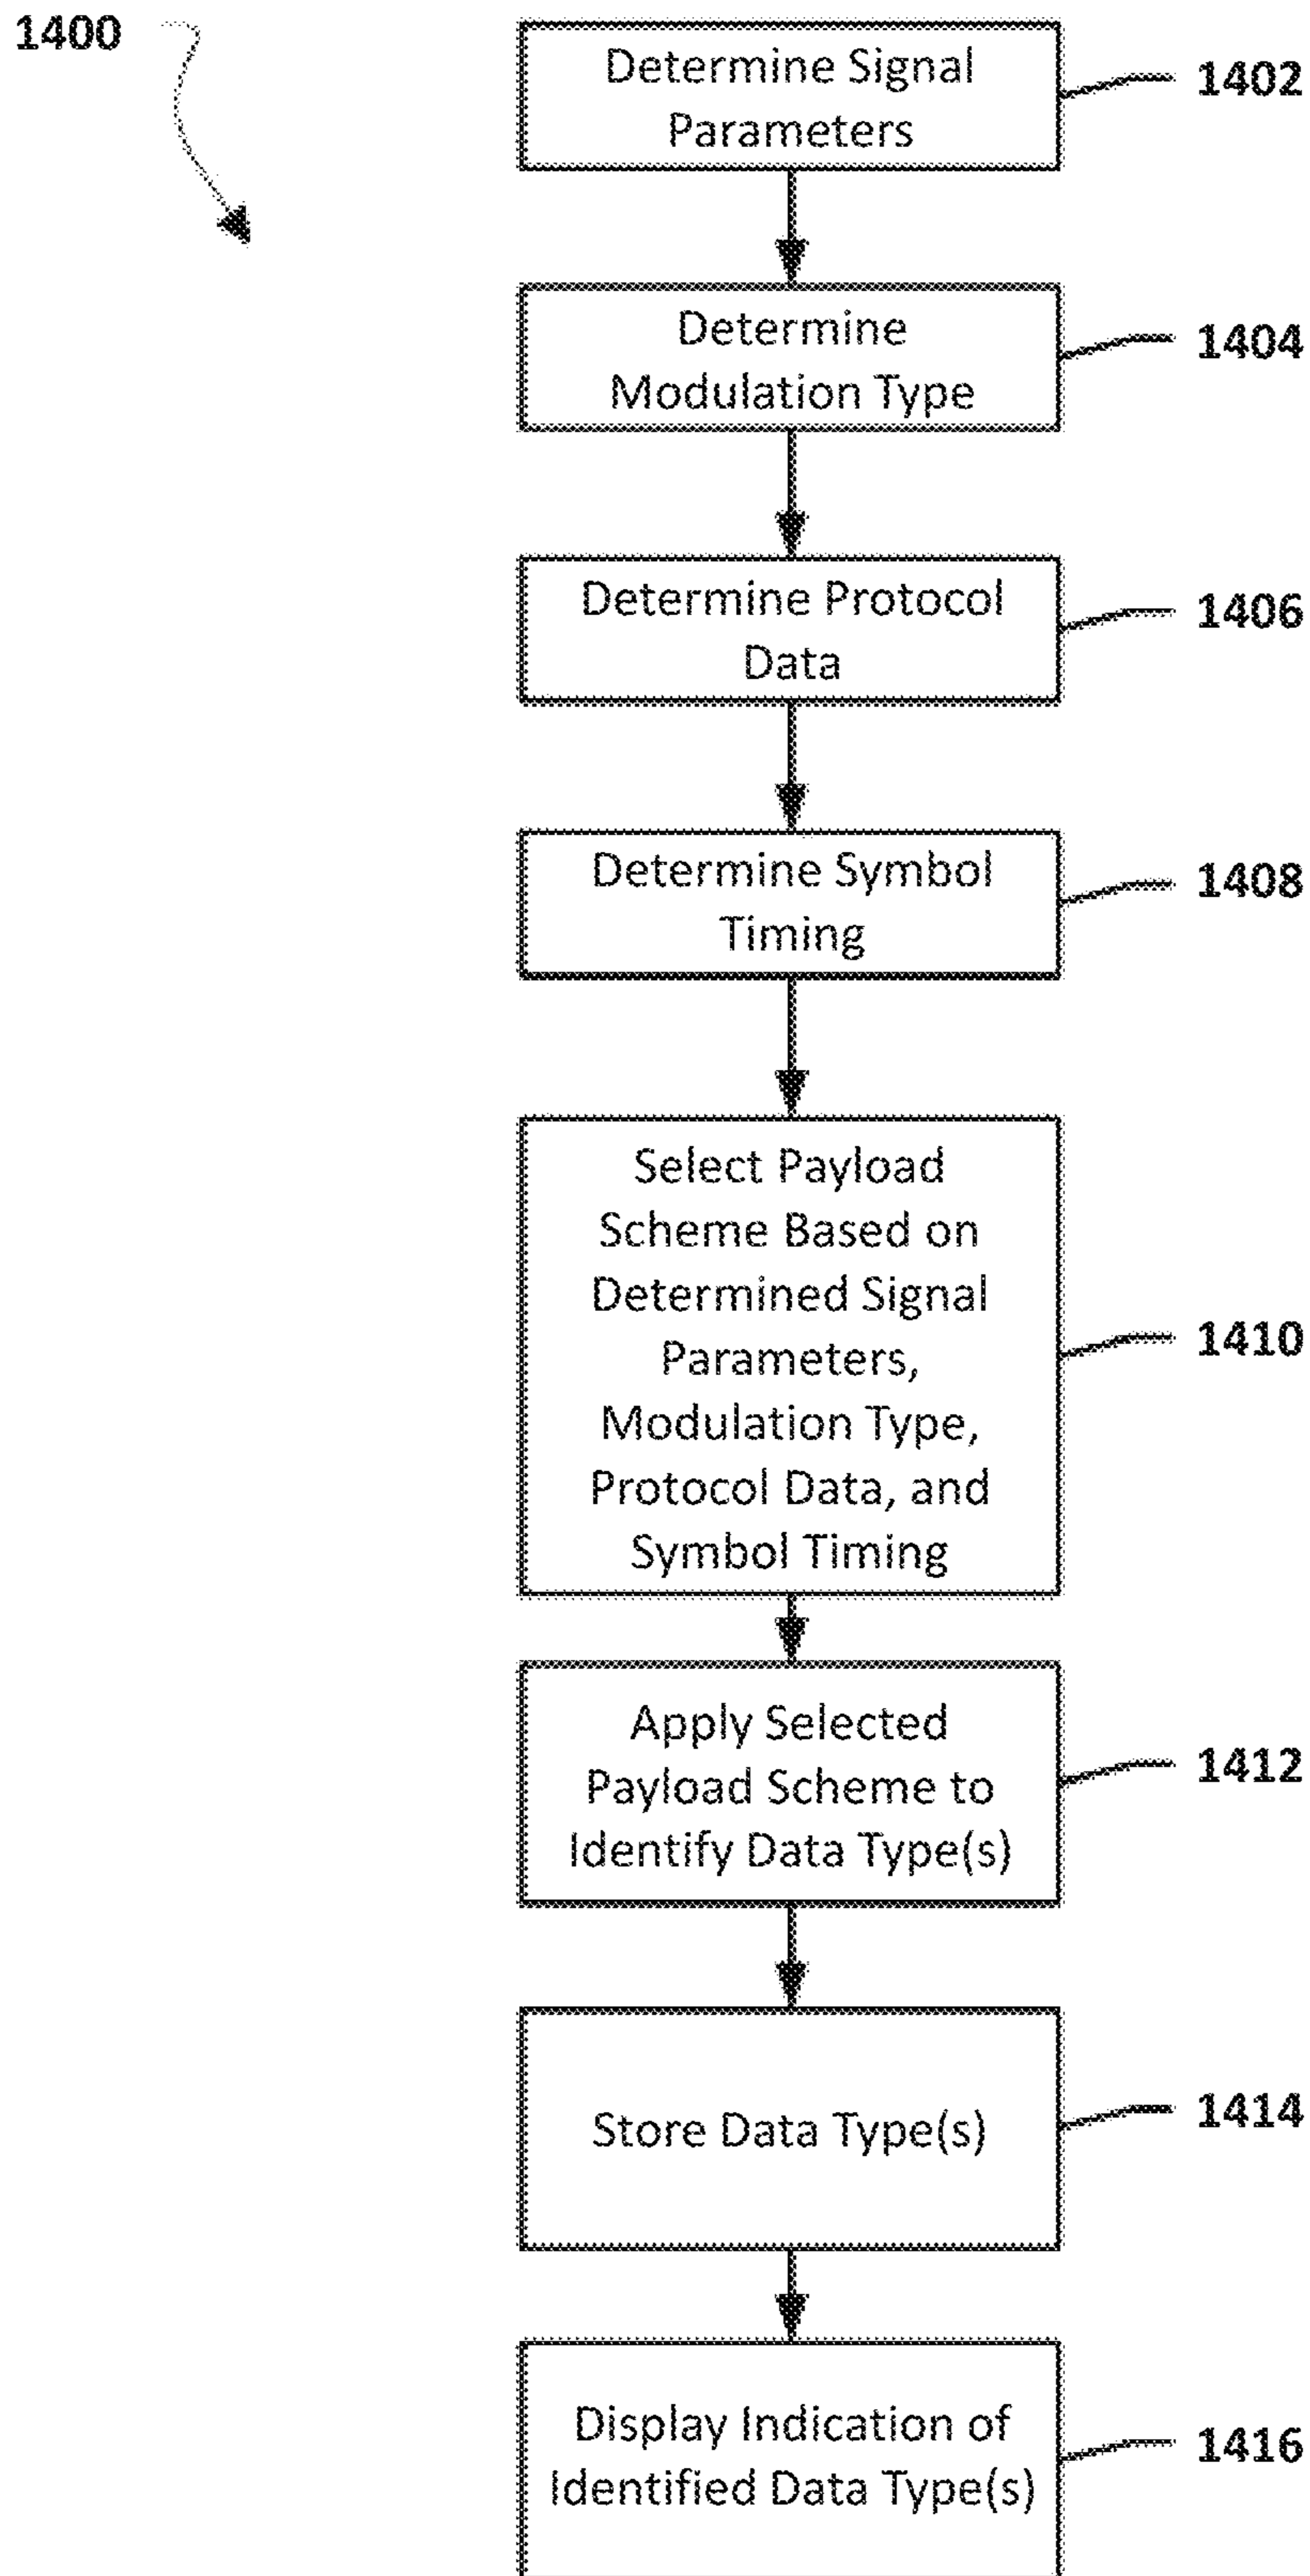 1400
Determine Signal
Parameters
1402
Determine
Modulation Type
1404
Determine Protocol
Data
1406
Determine Symbol
Timing
1408
Select Payload
Scheme Based on
Determined Signal
Parameters,
Modulation Type,
Protocol Data, and
Symbol Timing
1410
Apply Selected
Payload Scheme to
Identify Data Type(s)
1412
Store Data Type(s)
1414
Display Indication of
Identified Data Type(s)
1416